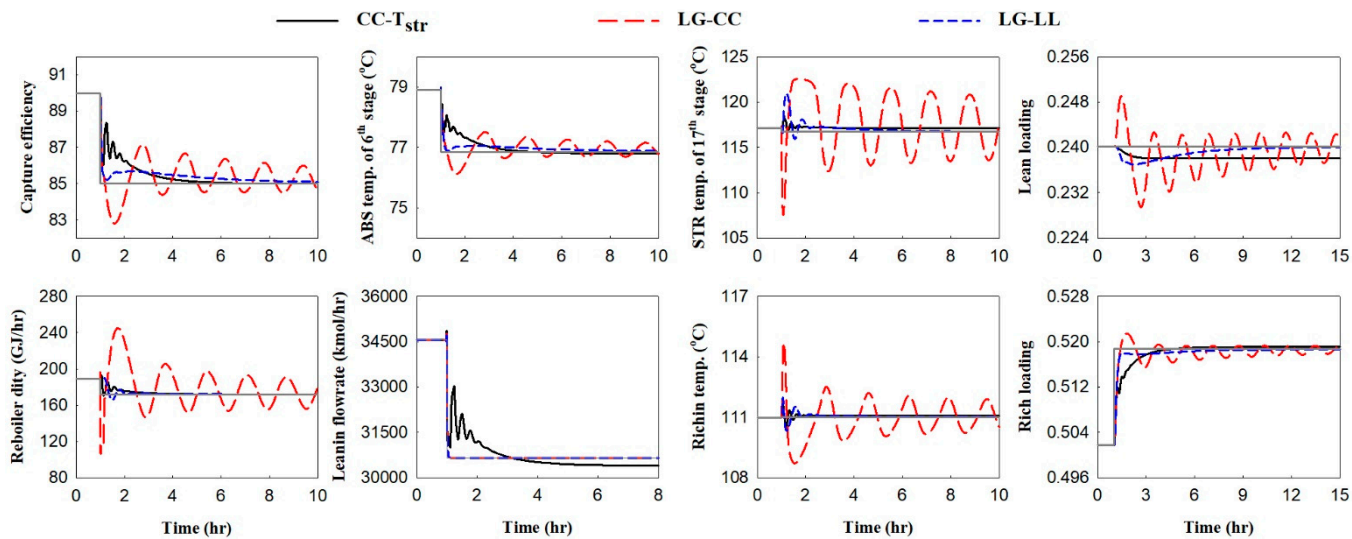 CC-Tstr LG-CC LG-LL
Capture efficiency
91
89
87
85
83
0 2 4 6 8 10
ABS temp. of 6th stage (°C)
79
77
75
0 2 4 6 8 10
STR temp. of 17th stage (°C)
125
120
115
110
105
0 2 4 6 8 10
Lean loading
0.256
0.248
0.240
0.232
0.224
0 3 6 9 12 15
Reboiler dity (GJ/hr)
280
240
200
160
120
80
0 2 4 6 8 10
Time (hr)
Leanin flowrate (kmol/hr)
36000
34500
33000
31500
30000
0 2 4 6 8
Time (hr)
Richin temp. (°C)
117
114
111
108
0 2 4 6 8 10
Time (hr)
Rich loading
0.528
0.520
0.512
0.504
0.496
0 3 6 9 12 15
Time (hr)